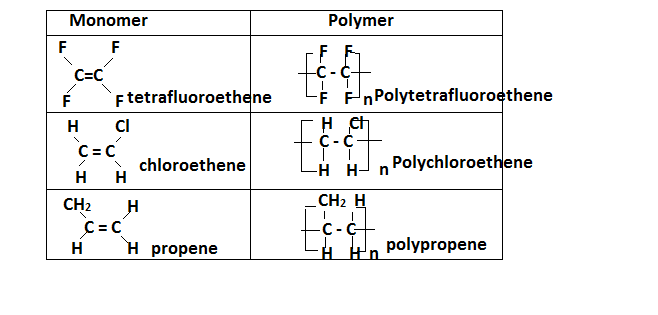 Monomer Polymer
F F F F
C=C C - C
F F tetrafluoroethene F F n Polytetrafluoroethene
H Cl H Cl
C = C C - C
chloroethene Polychloroethene
H H H H n
CH₂ H CH₂ H
C = C C - C
H H propene H H n polypropene